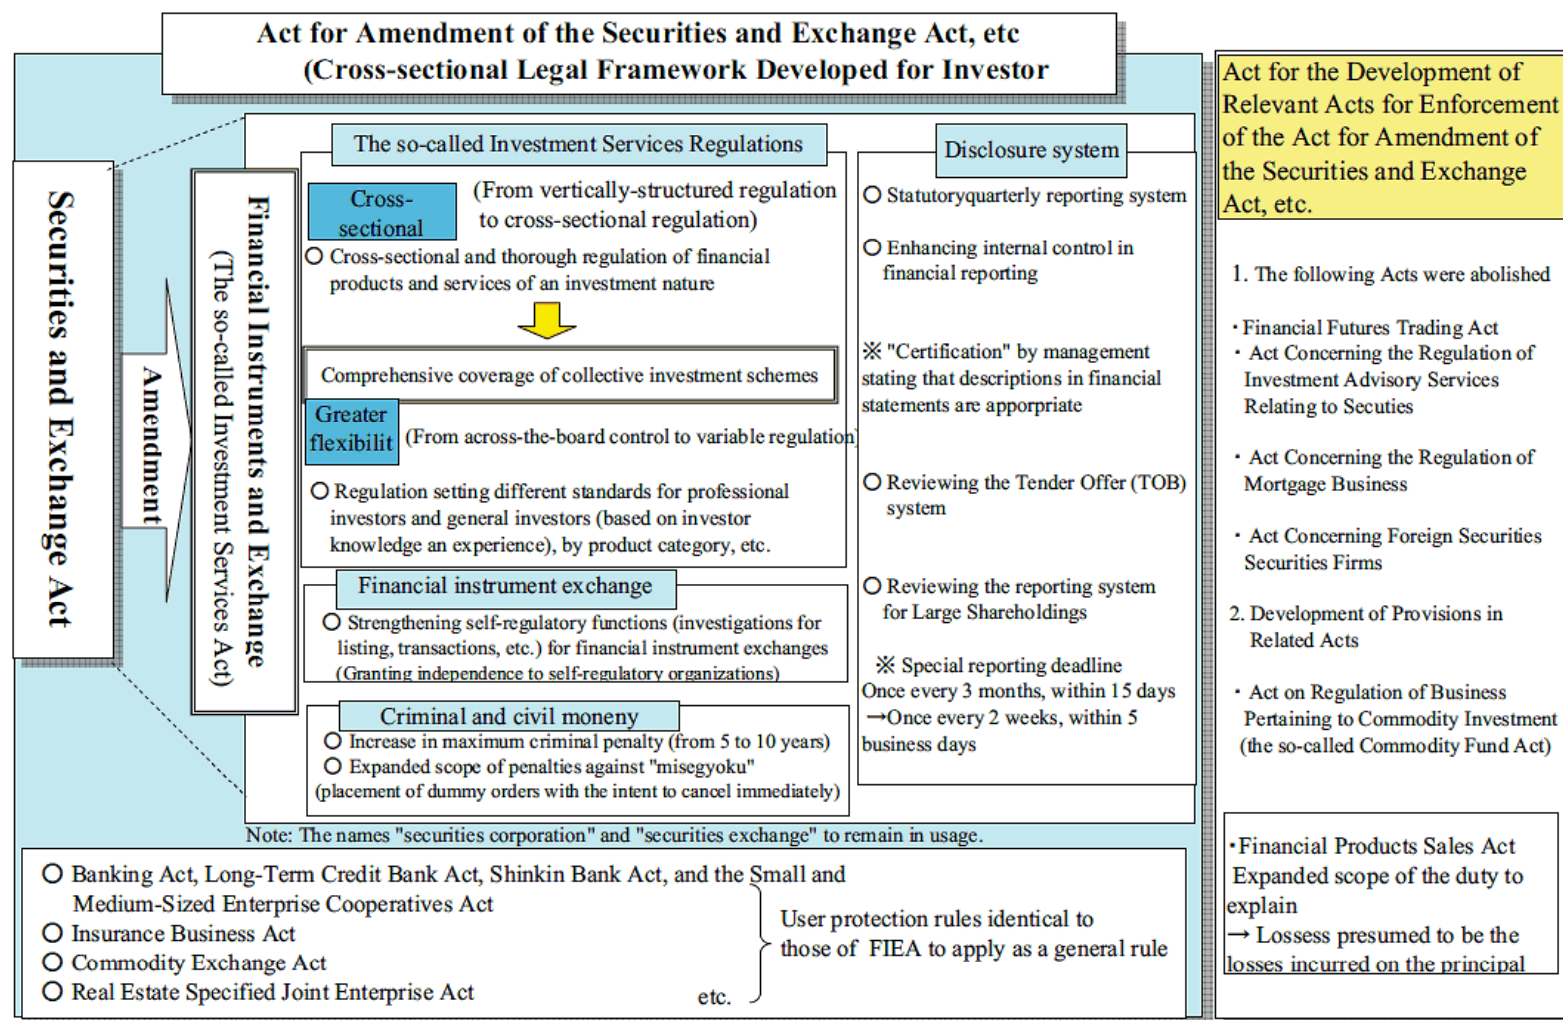 Act for Amendment of the Securities and Exchange Act, etc
(Cross-sectional Legal Framework Developed for Investor
Securities and Exchange Act
Amendment
Financial Instruments and Exchange
(The so-called Investment Services Act)
The so-called Investment Services Regulations
Cross-
sectional
(From vertically-structured regulation
to cross-sectional regulation)
○ Cross-sectional and thorough regulation of financial
products and services of an investment nature
Comprehensive coverage of collective investment schemes
Greater
flexibilit
(From across-the-board control to variable regulation)
○ Regulation setting different standards for professional
investors and general investors (based on investor
knowledge an experience), by product category, etc.
Financial instrument exchange
○ Strengthening self-regulatory functions (investigations for
listing, transactions, etc.) for financial instrument exchanges
(Granting independence to self-regulatory organizations)
Criminal and civil moneny
○ Increase in maximum criminal penalty (from 5 to 10 years)
○ Expanded scope of penalties against "misegyoku"
(placement of dummy orders with the intent to cancel immediately)
Disclosure system
○ Statutoryquarterly reporting system
○ Enhancing internal control in
financial reporting
※ "Certification" by management
stating that descriptions in financial
statements are apporpriate
○ Reviewing the Tender Offer (TOB)
system
○ Reviewing the reporting system
for Large Shareholdings
※ Special reporting deadline
Once every 3 months, within 15 days
→Once every 2 weeks, within 5
business days
Note: The names "securities corporation" and "securities exchange" to remain in usage.
○ Banking Act, Long-Term Credit Bank Act, Shinkin Bank Act, and the Small and
Medium-Sized Enterprise Cooperatives Act
○ Insurance Business Act
○ Commodity Exchange Act
○ Real Estate Specified Joint Enterprise Act
etc.
User protection rules identical to
those of FIEA to apply as a general rule
Act for the Development of
Relevant Acts for Enforcement
of the Act for Amendment of
the Securities and Exchange
Act, etc.
1. The following Acts were abolished
・Financial Futures Trading Act
・ Act Concerning the Regulation of
Investment Advisory Services
Relating to Secuties
・ Act Concerning the Regulation of
Mortgage Business
・ Act Concerning Foreign Securities
Securities Firms
2. Development of Provisions in
Related Acts
・ Act on Regulation of Business
Pertaining to Commodity Investment
(the so-called Commodity Fund Act)
・Financial Products Sales Act
Expanded scope of the duty to
explain
→ Lossess presumed to be the
losses incurred on the principal